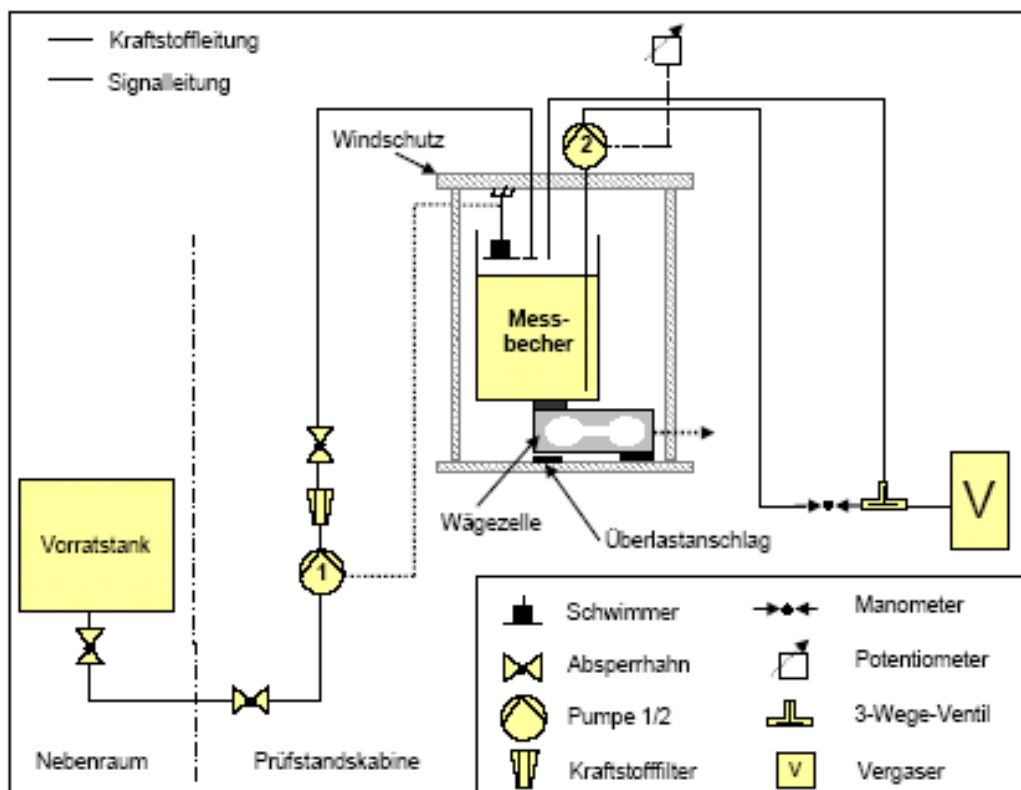 Kraftstoffleitung
Signalleitung
Windschutz
2
Mess-
becher
Vorratstank
1
Wägezelle
Überlastanschlag
V
Nebenraum
Prüfstandskabine
Schwimmer
Absperrhahn
Pumpe 1/2
Kraftstofffilter
Manometer
Potentiometer
3-Wege-Ventil
V
Vergaser